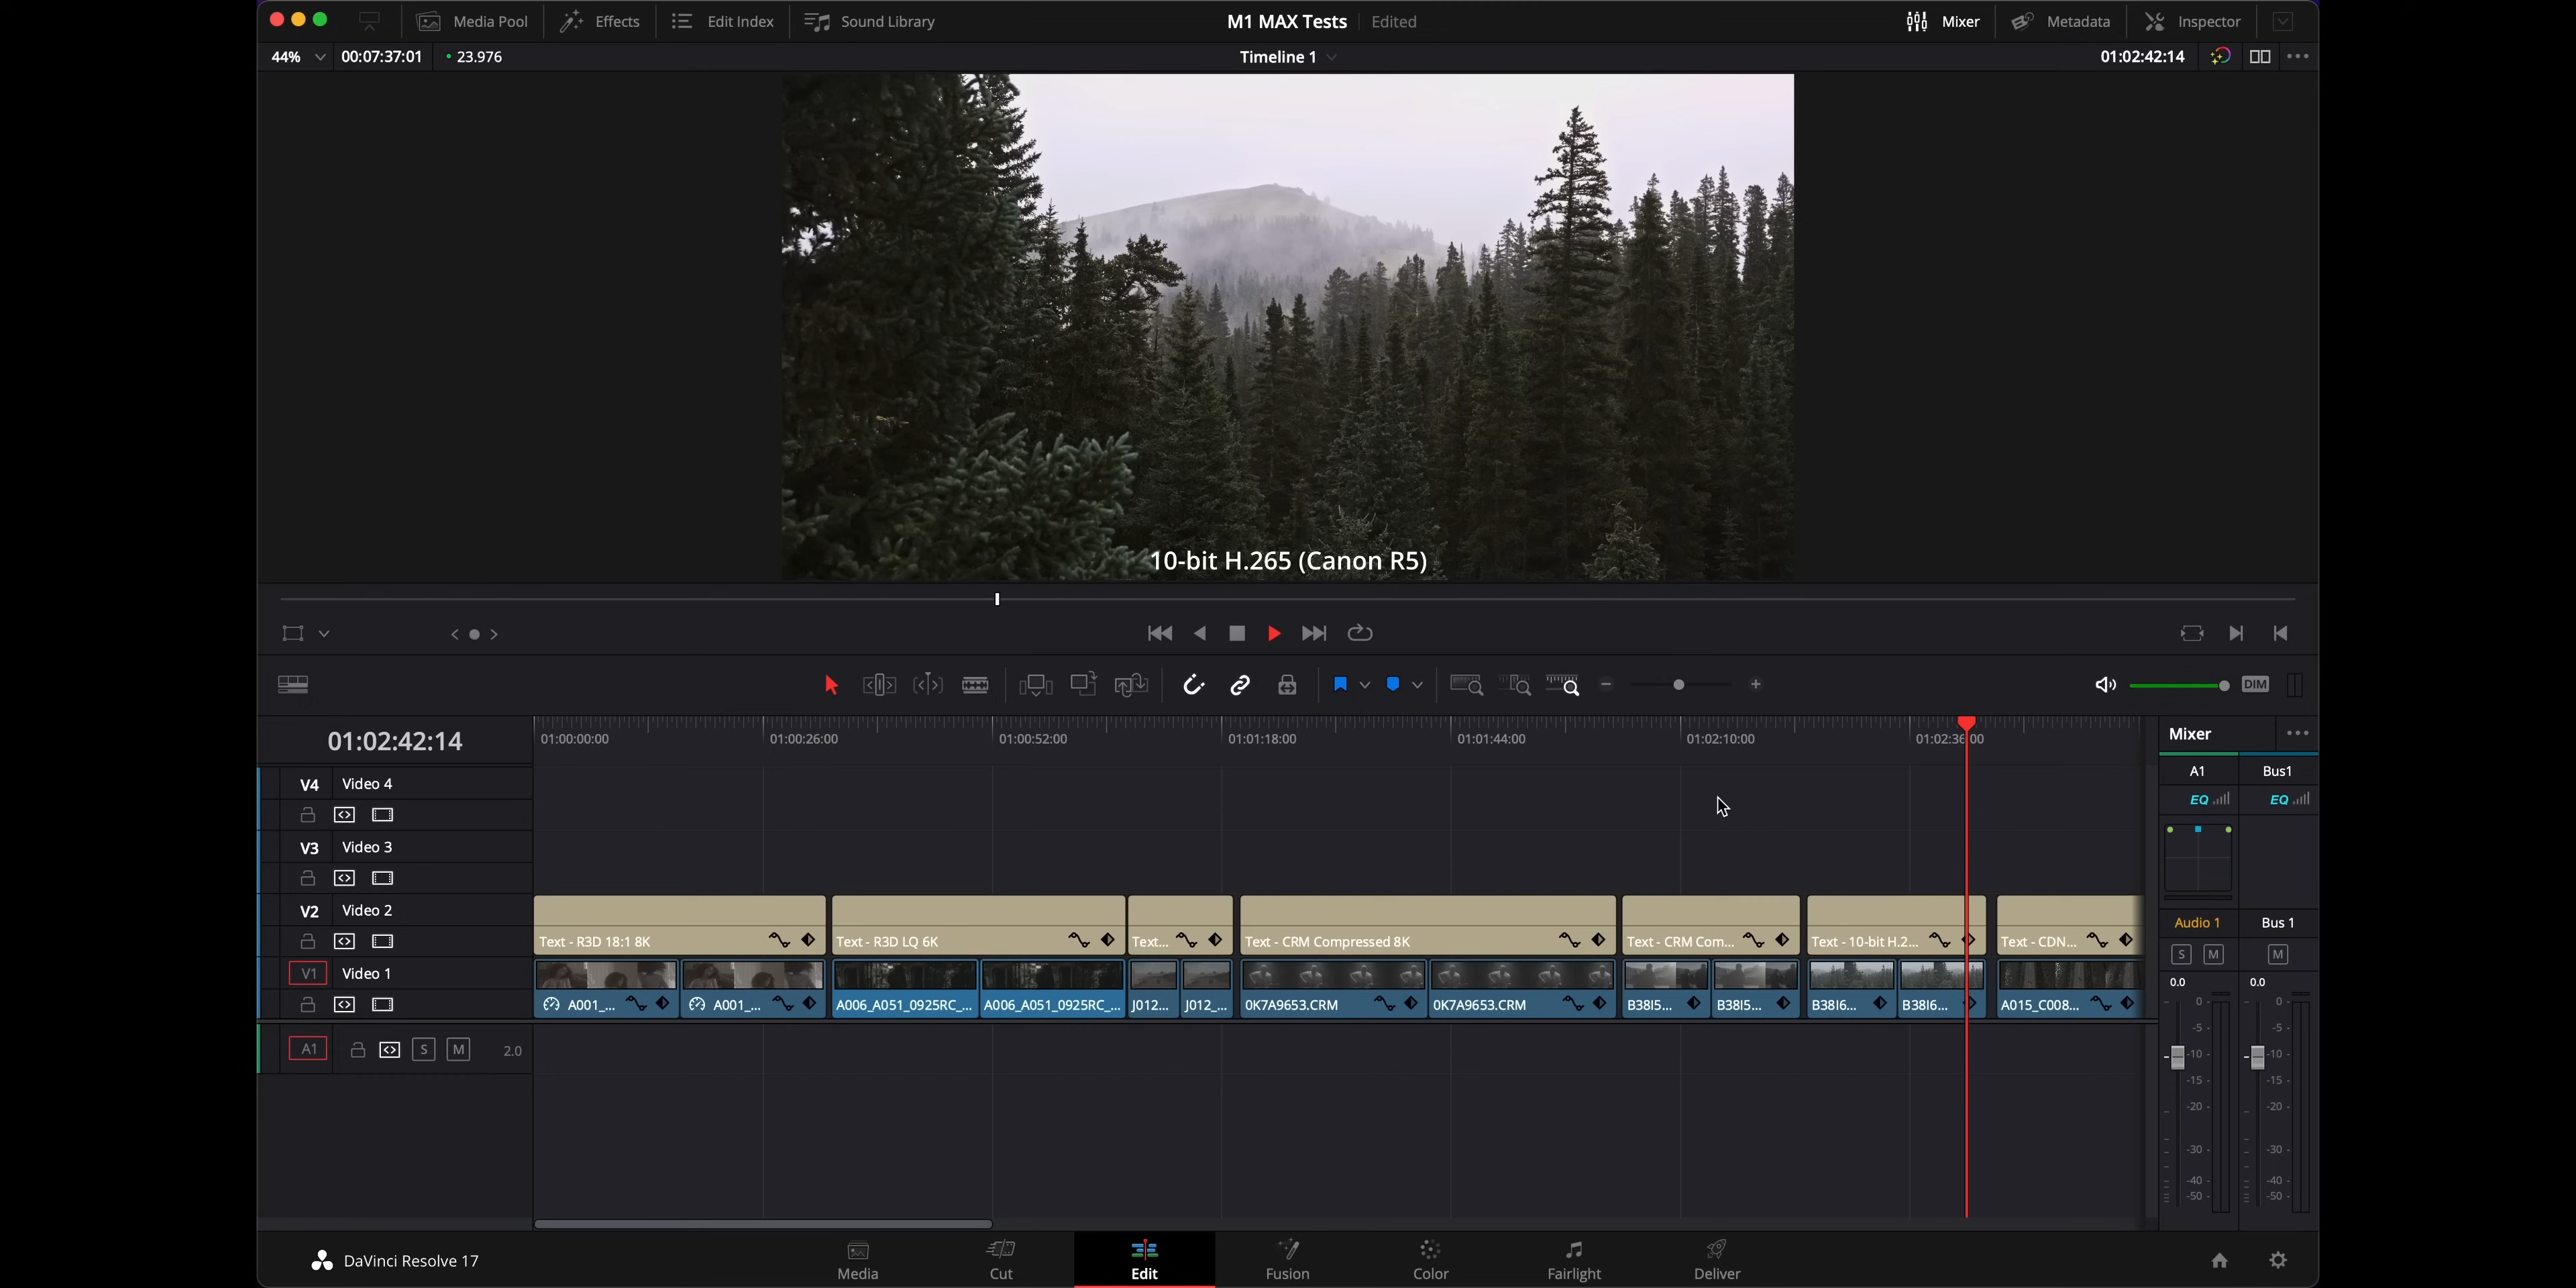 Media Pool
Effects
Edit Index
Sound Library
M1 MAX Tests
Edited
Mixer
Metadata
Inspector
44%
00:07:37:01
23.976
Timeline 1
01:02:42:14
10-bit H.265 (Canon R5)
DIM
01:02:42:14
01:00:00:00
01:00:26:00
01:00:52:00
01:01:18:00
01:01:44:00
01:02:10:00
01:02:36:00
Mixer
A1
Bus1
EQ
EQ
V4
Video 4
V3
Video 3
V2
Video 2
Text - R3D 18:1 8K
Text - R3D LQ 6K
Text...
Text - CRM Compressed 8K
Text - CRM Com...
Text - 10-bit H.2...
Text - CDN...
Audio 1
Bus 1
S
M
M
V1
Video 1
A001_...
A001_...
A006_A051_0925RC_...
A006_A051_0925RC_...
J012...
J012_...
0K7A9653.CRM
0K7A9653.CRM
B38I5...
B38I5...
B38I6...
B38I6...
A015_C008...
A1
S
M
2.0
0.0
0.0
0
-5
-10
-15
-20
-30
-40
-50
0
-5
-10
-15
-20
-30
-40
-50
DaVinci Resolve 17
Media
Cut
Edit
Fusion
Color
Fairlight
Deliver